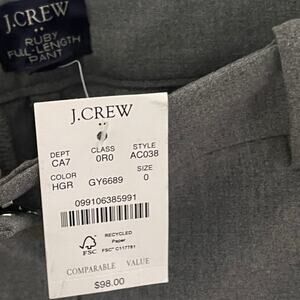 J.CREW
RUBY
FULL-LENGTH
PANT
J.CREW
DEPT CLASS STYLE
CA7 0R0 AC038
COLOR SIZE
HGR GY6689 0
099106385991
FSC
RECYCLED
Paper
FSC® C117781
COMPARABLE VALUE
$98.00